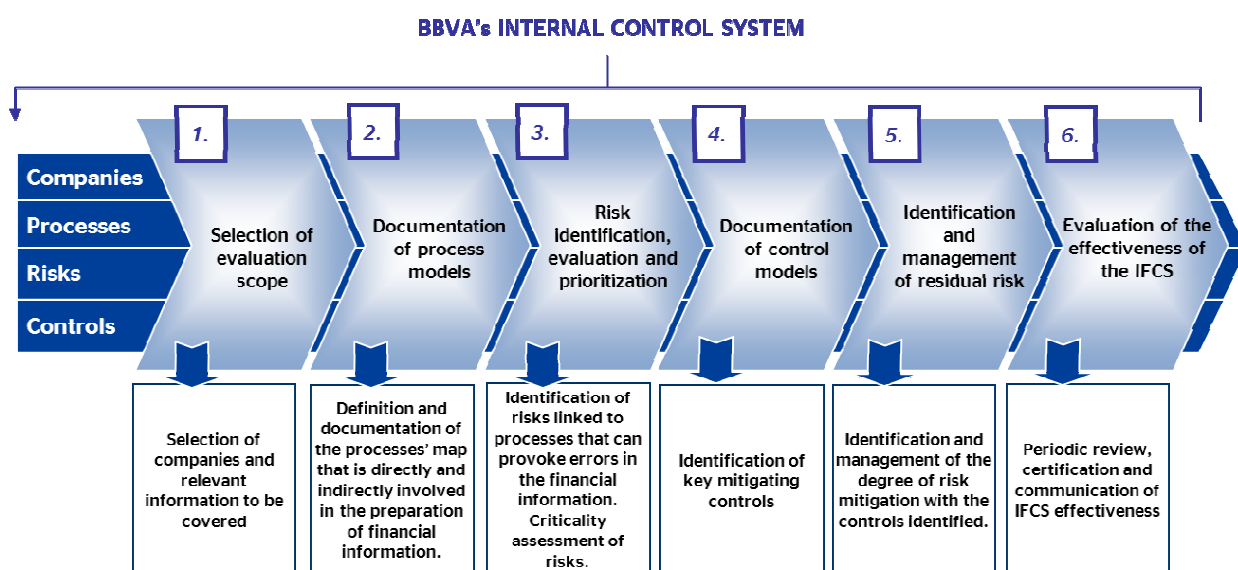 BBVA's INTERNAL CONTROL SYSTEM
Companies
Processes
Risks
Controls
1.
Selection of
evaluation
scope
2.
Documentation
of process
models
3.
Risk
identification,
evaluation and
prioritization
4.
Documentation
of control
models
5.
Identification
and
management
of residual risk
6.
Evaluation of the
effectiveness of
the IFCS
Selection of
companies and
relevant
information to be
covered
Definition and
documentation of
the processes' map
that is directly and
indirectly involved
in the preparation
of financial
information.
Identification of
risks linked to
processes that can
provoke errors in
the financial
information.
Criticality
assessment of
risks.
Identification of
key mitigating
controls
Identification and
management of the
degree of risk
mitigation with the
controls identified.
Periodic review,
certification and
communication of
IFCS effectiveness